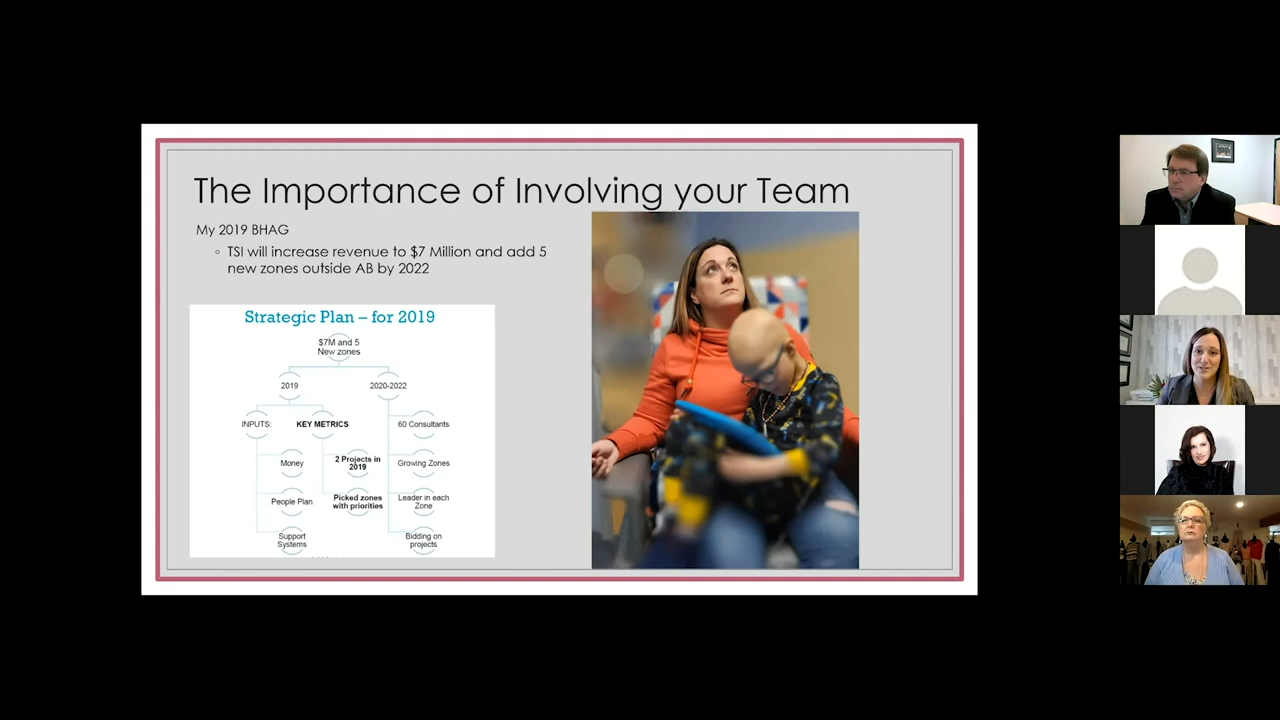 The Importance of Involving your Team
My 2019 BHAG
◦ TSI will increase revenue to $7 Million and add 5
new zones outside AB by 2022
Strategic Plan – for 2019
$7M and 5
New zones
2019
2020-2022
INPUTS:
KEY METRICS
60 Consultants
Money
2 Projects in
2019
Growing Zones
People Plan
Picked zones
with priorities
Leader in each
Zone
Support
Systems
Bidding on
projects